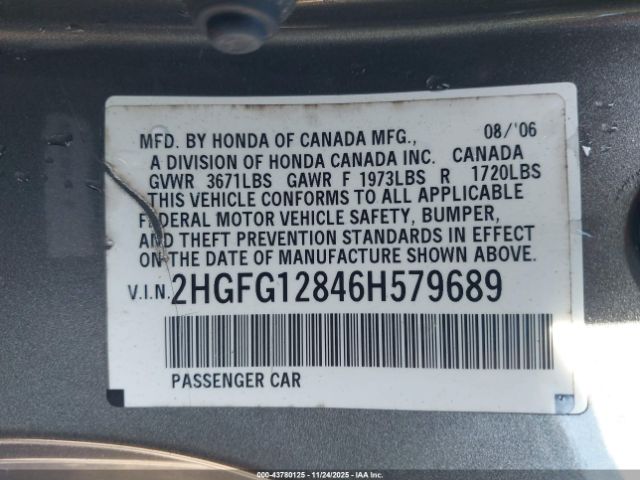 MFD. BY HONDA OF CANADA MFG., 08/'06
A DIVISION OF HONDA CANADA INC. CANADA
GVWR 3671LBS GAWR F 1973LBS R 1720LBS
THIS VEHICLE CONFORMS TO ALL APPLICABLE
FEDERAL MOTOR VEHICLE SAFETY, BUMPER,
AND THEFT PREVENTION STANDARDS IN EFFECT
ON THE DATE OF MANUFACTURE SHOWN ABOVE.
V.I.N. 2HGFG12846H579689
PASSENGER CAR
00-43780125 - 11/24/2025 - IAA Inc.